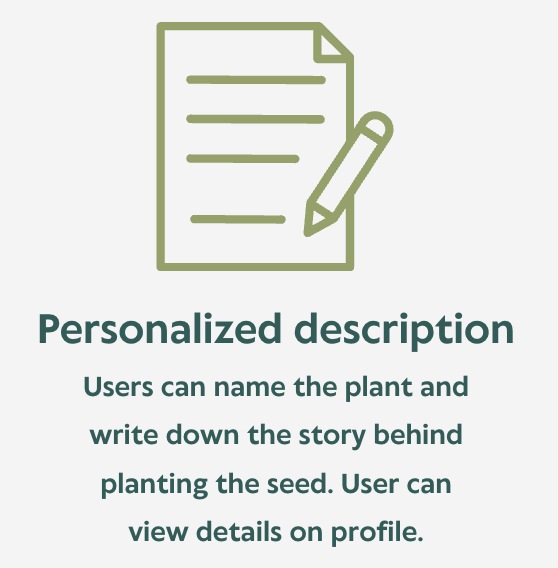 Personalized description
Users can name the plant and
write down the story behind
planting the seed. User can
view details on profile.